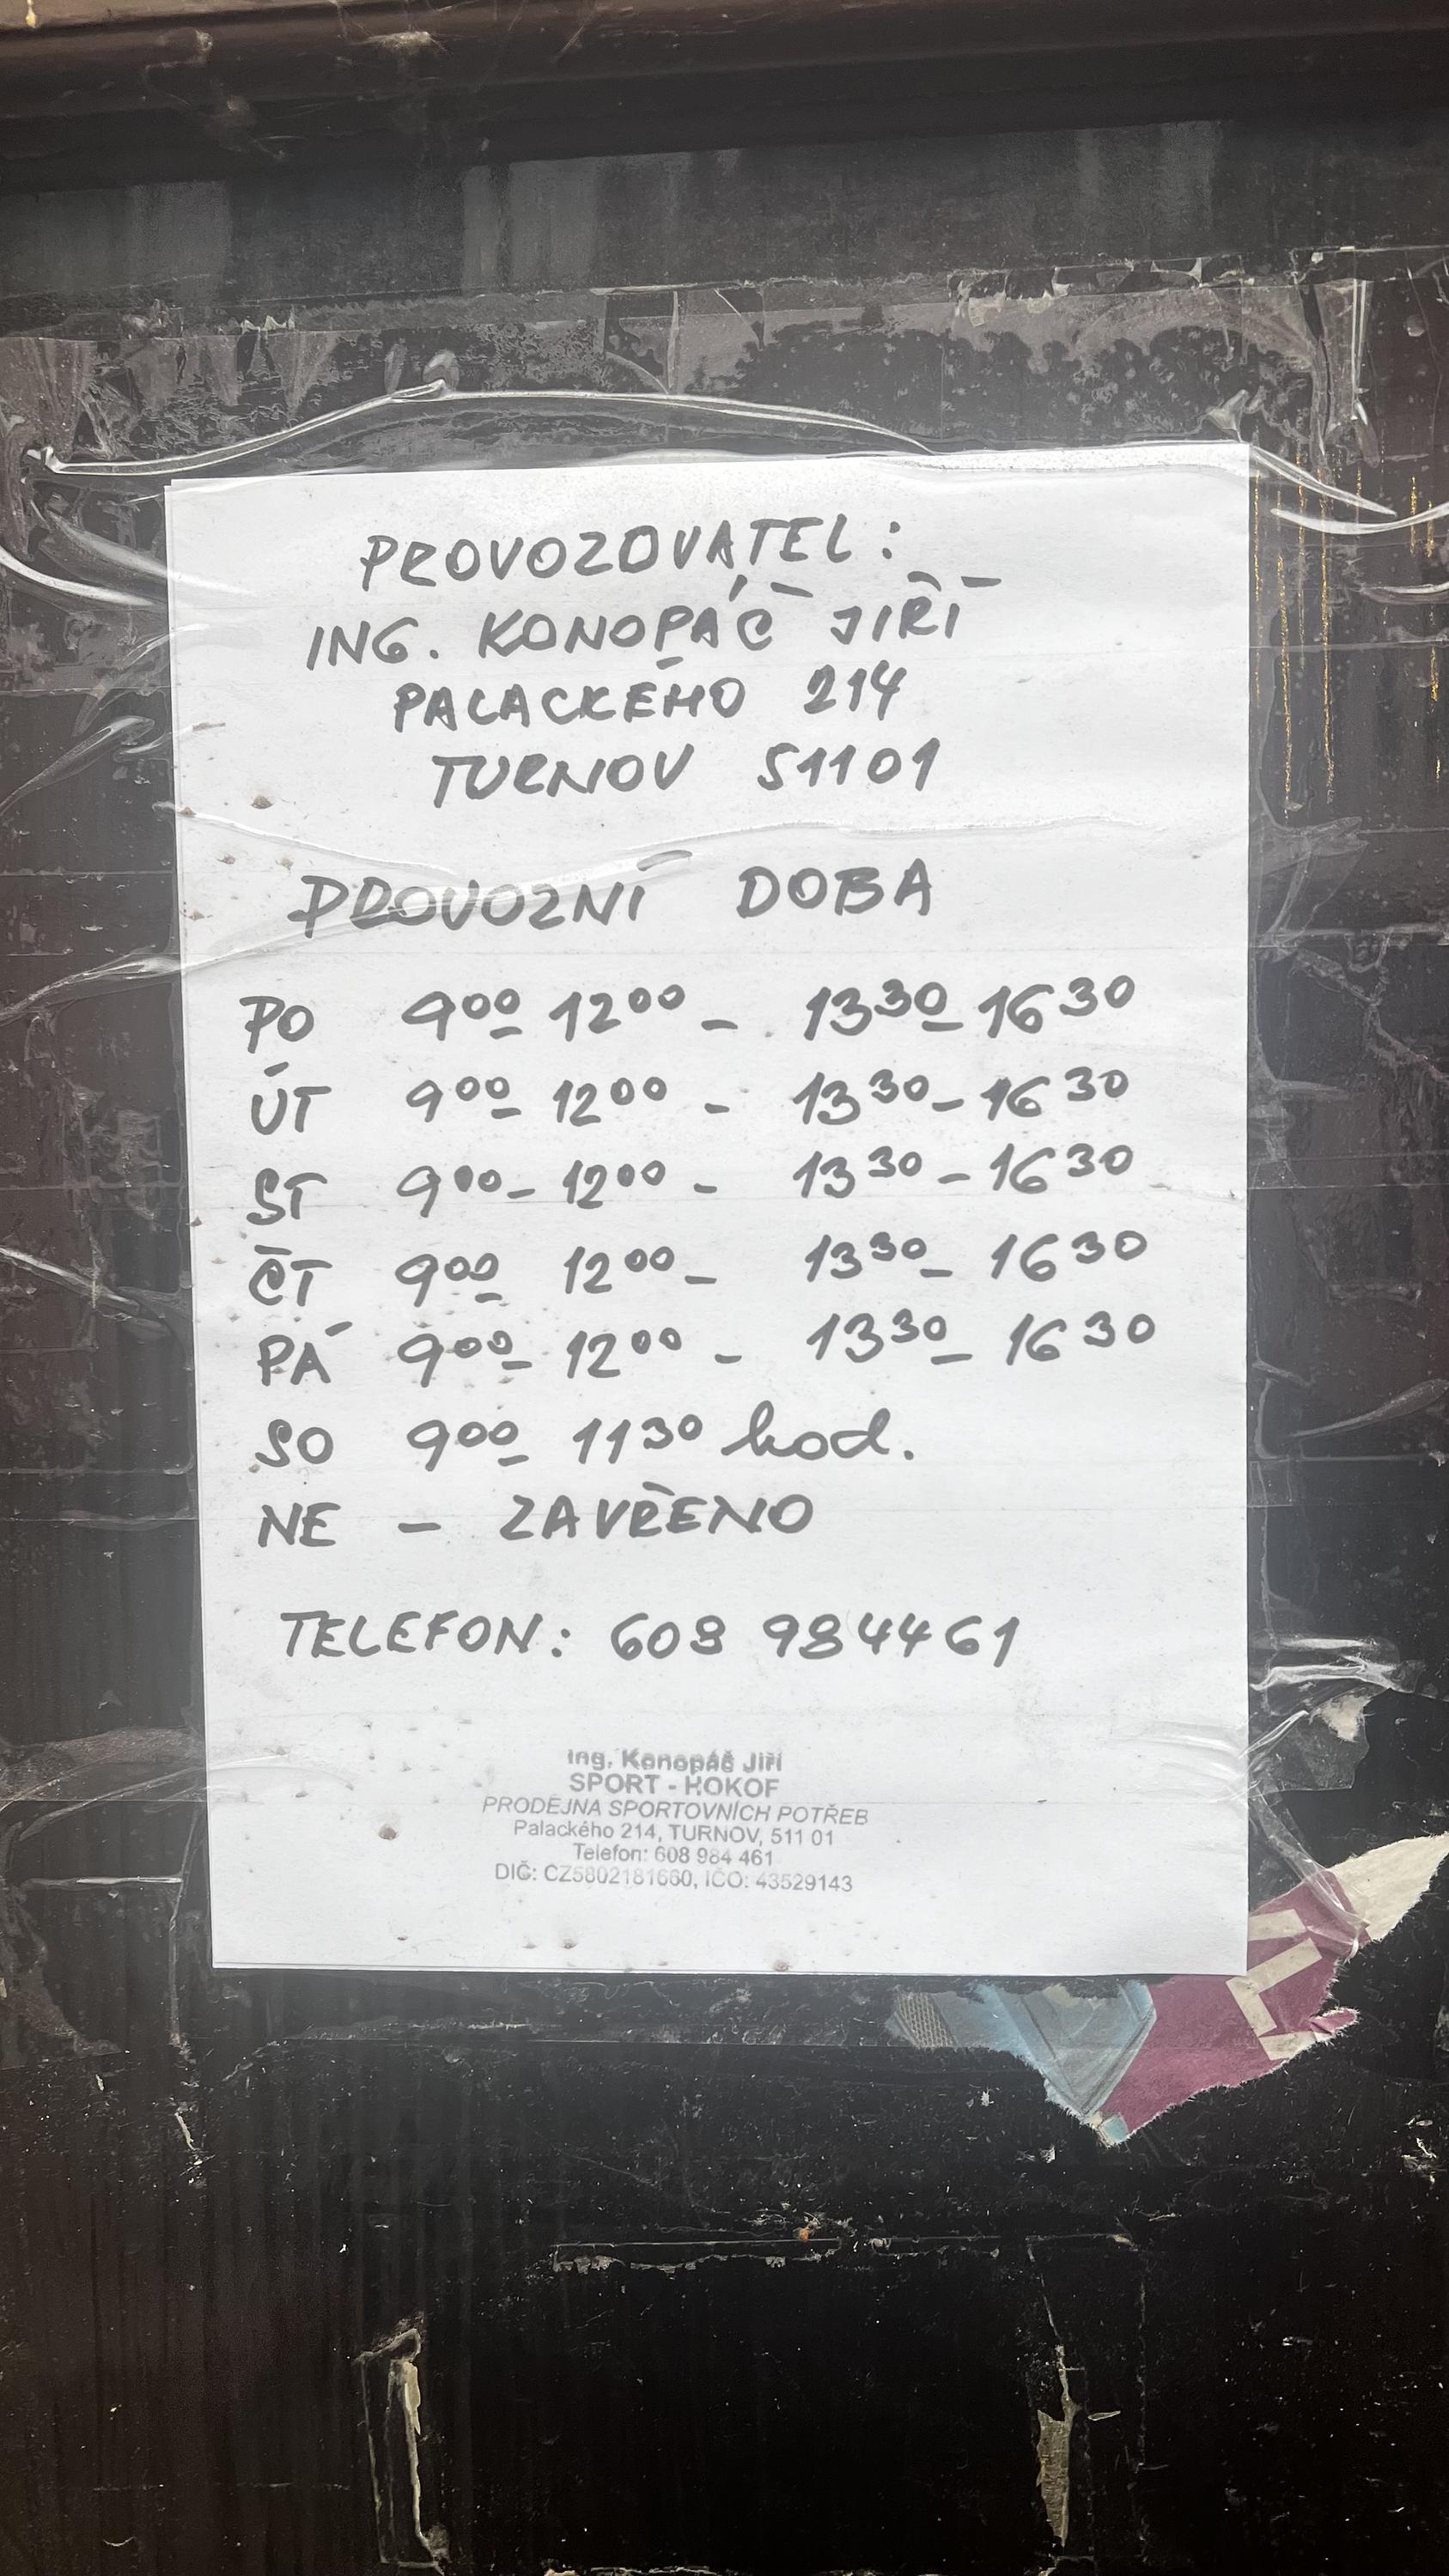 PROVOZOVATEL:
ING. KONOPÁČ JIŘÍ
PALACKÉHO 214
TURNOV 51101
PROVOZNÍ DOBA
PO 9⁰⁰- 12⁰⁰ - 13³⁰- 16³⁰
ÚT 9⁰⁰- 12⁰⁰ - 13³⁰- 16³⁰
ST 9⁰⁰- 12⁰⁰ - 13³⁰- 16³⁰
ČT 9⁰⁰- 12⁰⁰ - 13³⁰- 16³⁰
PÁ 9⁰⁰- 12⁰⁰ - 13³⁰- 16³⁰
SO 9⁰⁰- 11³⁰ hod.
NE - ZAVŘENO
TELEFON: 608 984461
Ing. Konopáč Jiří
SPORT - HOKOF
PRODEJNA SPORTOVNÍCH POTŘEB
Palackého 214, TURNOV, 511 01
Telefon: 608 984 461
DIČ: CZ5802181660, IČO: 43529143